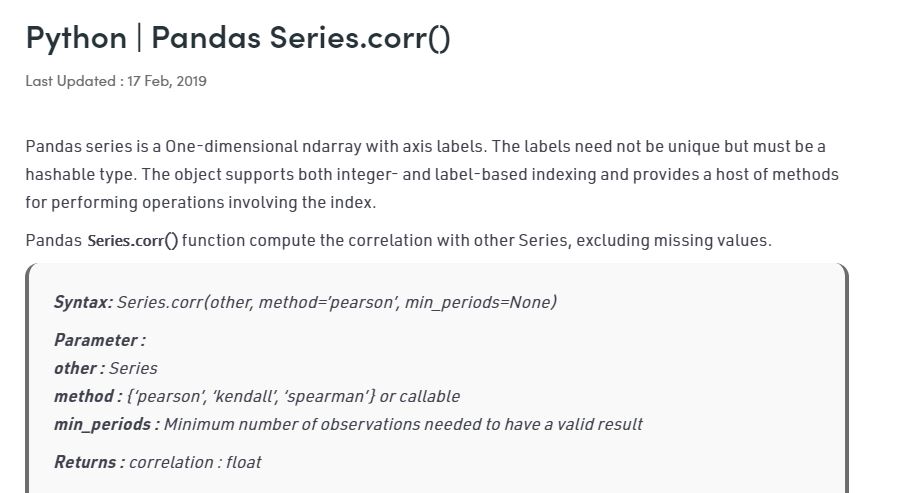 Python | Pandas Series.corr()
Last Updated : 17 Feb, 2019
Pandas series is a One-dimensional ndarray with axis labels. The labels need not be unique but must be a
hashable type. The object supports both integer- and label-based indexing and provides a host of methods
for performing operations involving the index.
Pandas Series.corr() function compute the correlation with other Series, excluding missing values.
Syntax: Series.corr(other, method=’pearson’, min_periods=None)
Parameter :
other : Series
method : {‘pearson’, ‘kendall’, ‘spearman’} or callable
min_periods : Minimum number of observations needed to have a valid result
Returns : correlation : float